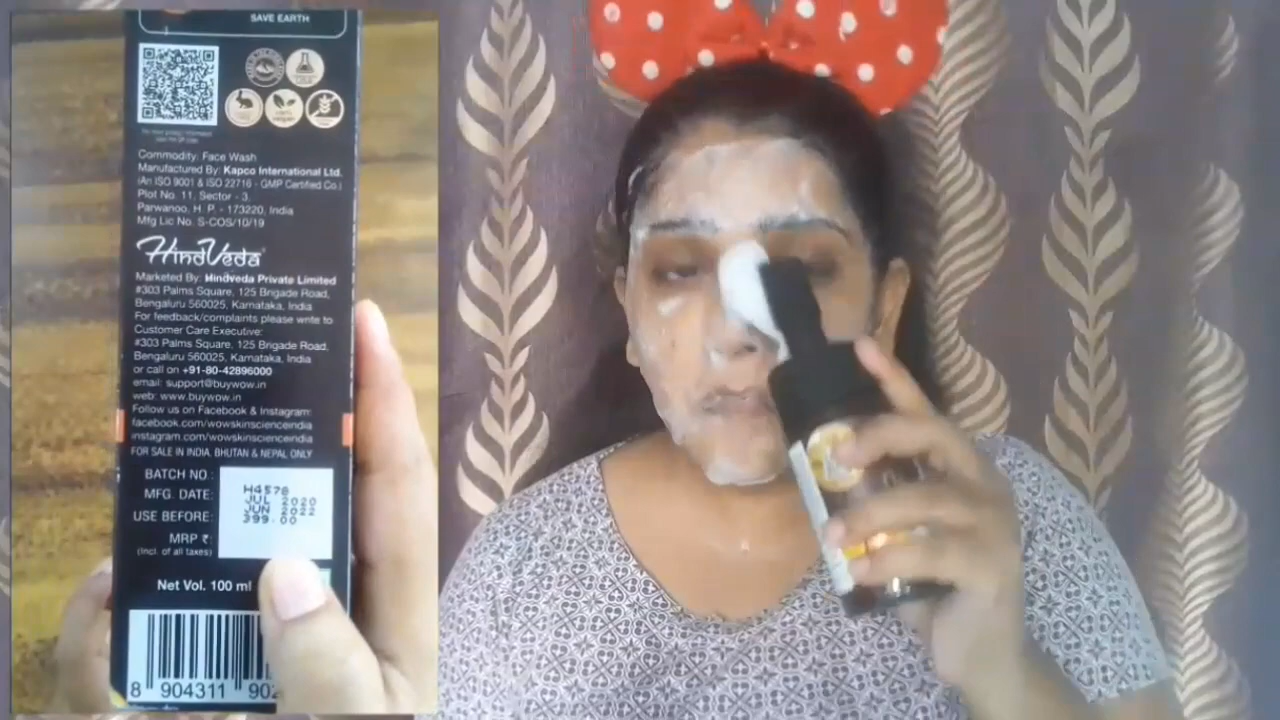 SAVE EARTH
Commodity: Face Wash
Manufactured By: Kapco International Ltd.
(An ISO 9001 & ISO 22716 - GMP Certified Co.)
Plot No. 11, Sector - 3,
Parwanoo, H. P. - 173220, India
Mfg Lic No. S-COS/10/19
HindVeda
Marketed By: Hindveda Private Limited
#303 Palms Square, 125 Brigade Road,
Bengaluru 560025, Karnataka, India
For feedback/complaints please write to
Customer Care Executive:
#303 Palms Square, 125 Brigade Road,
Bengaluru 560025, Karnataka, India
or call on +91-80-42896000
email: support@buywow.in
web: www.buywow.in
Follow us on Facebook & Instagram:
facebook.com/wowskinscienceindia
instagram.com/wowskinscienceindia
FOR SALE IN INDIA, BHUTAN & NEPAL ONLY
BATCH NO.: H4578
MFG. DATE: JUL 2020
USE BEFORE: JUN 2022
MRP ₹: 399.00
(Incl. of all taxes)
Net Vol. 100 ml
8 904311 902